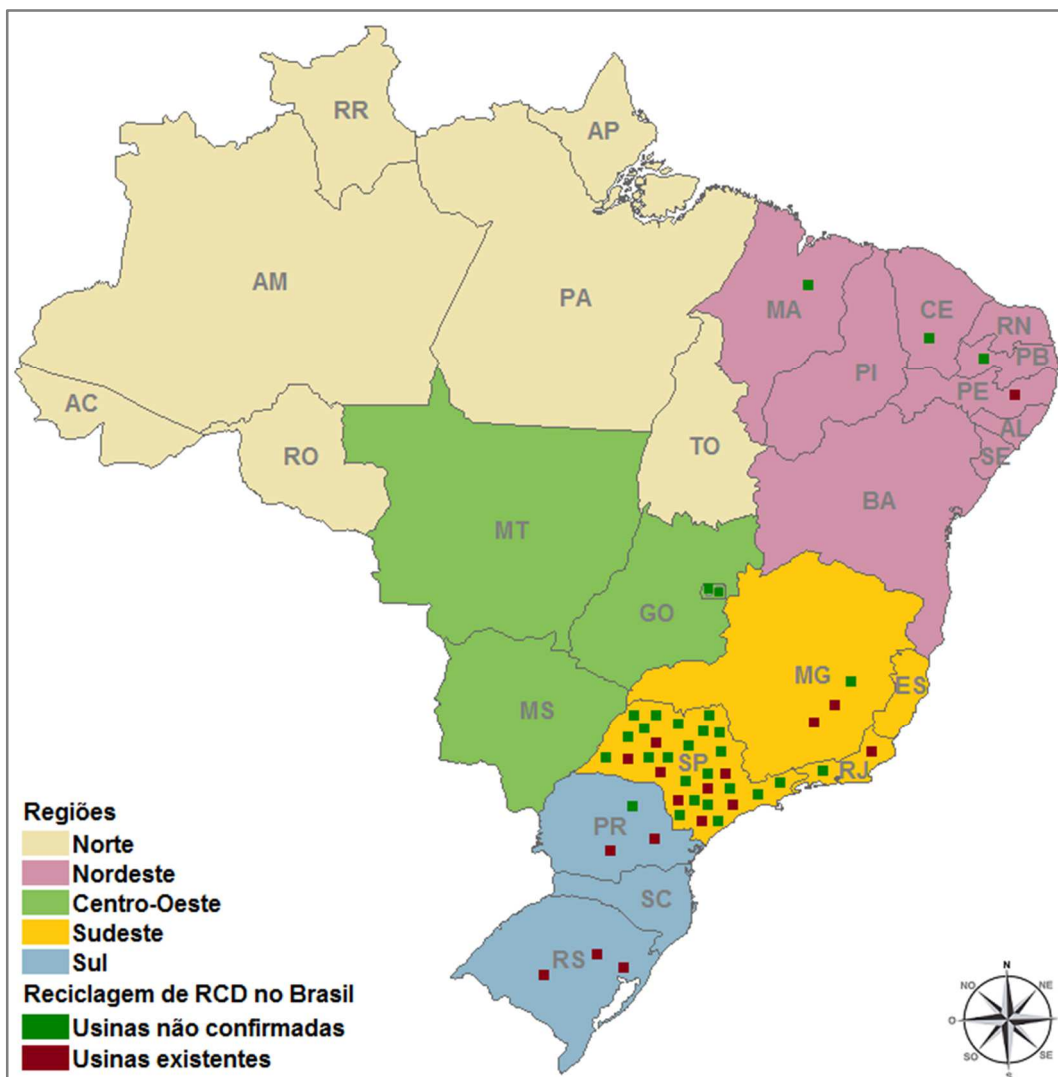 RR
AP
AM
PA
MA
CE
RN
PB
PI
PE
AC
AL
TO
SE
RO
BA
MT
GO
MG
ES
MS
SP
RJ
PR
SC
RS
Regiões
Norte
Nordeste
Centro-Oeste
Sudeste
Sul
Reciclagem de RCD no Brasil
Usinas não confirmadas
Usinas existentes
N
NO
NE
O
SO
SE
S